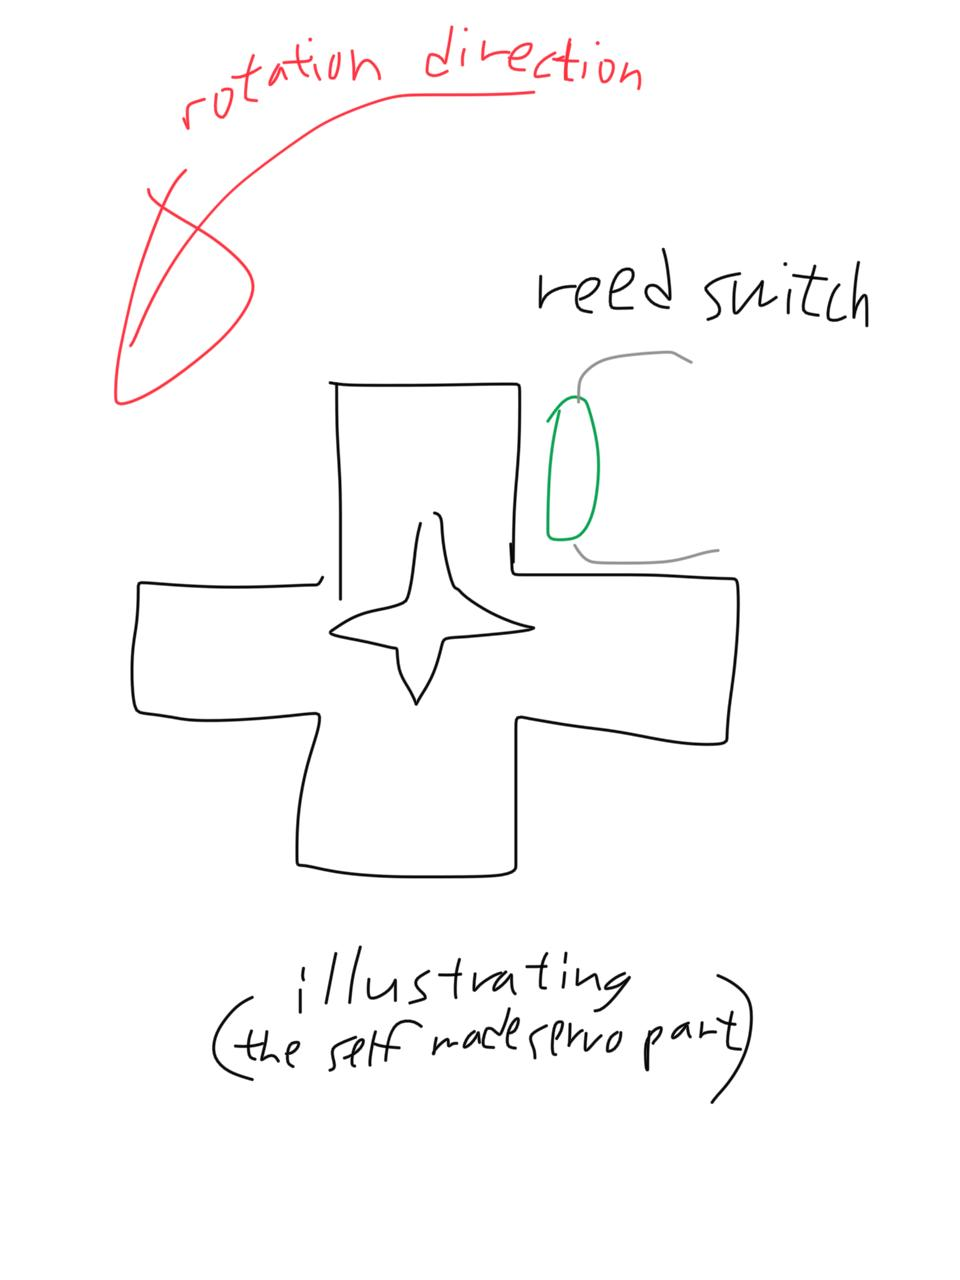 rotation direction
reed switch
illustrating
(the self made servo part)